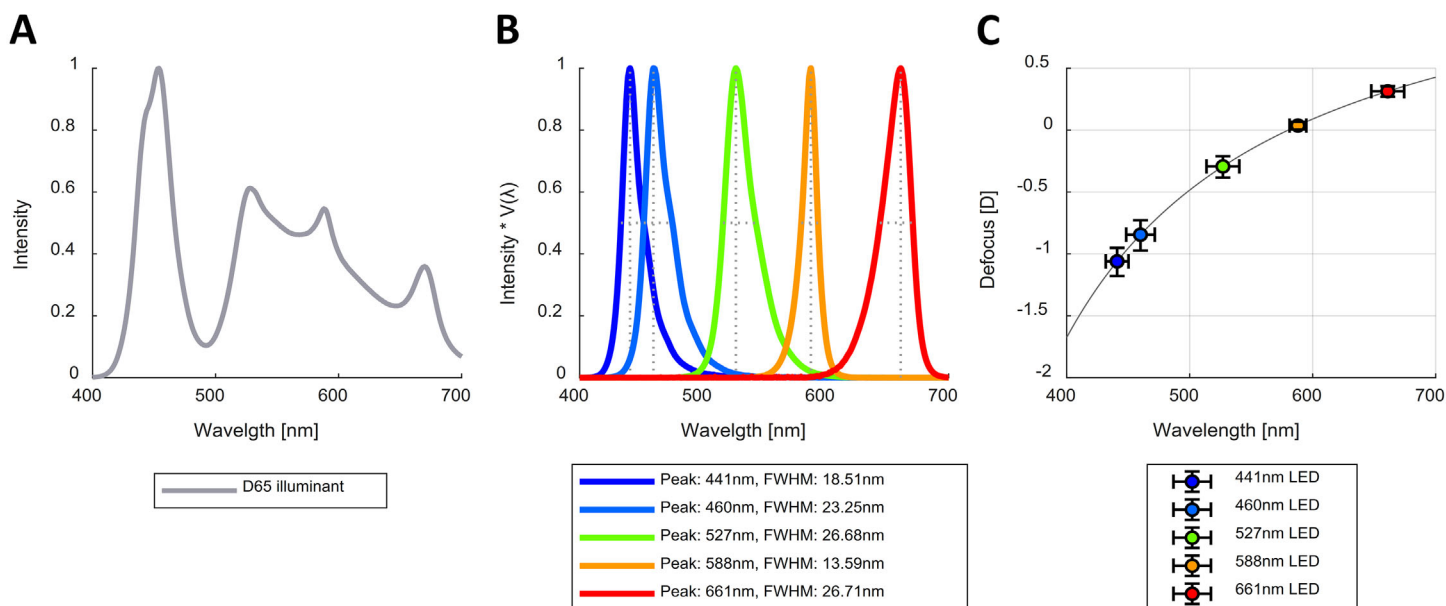 A
1
0.8
0.6
0.4
0.2
0
400
500
600
700
Intensity
Wavelgth [nm]
D65 illuminant
B
1
0.8
0.6
0.4
0.2
0
400
500
600
700
Intensity * V(λ)
Wavelgth [nm]
Peak: 441nm, FWHM: 18.51nm
Peak: 460nm, FWHM: 23.25nm
Peak: 527nm, FWHM: 26.68nm
Peak: 588nm, FWHM: 13.59nm
Peak: 661nm, FWHM: 26.71nm
C
0.5
0
-0.5
-1
-1.5
-2
400
500
600
700
Defocus [D]
Wavelength [nm]
441nm LED
460nm LED
527nm LED
588nm LED
661nm LED